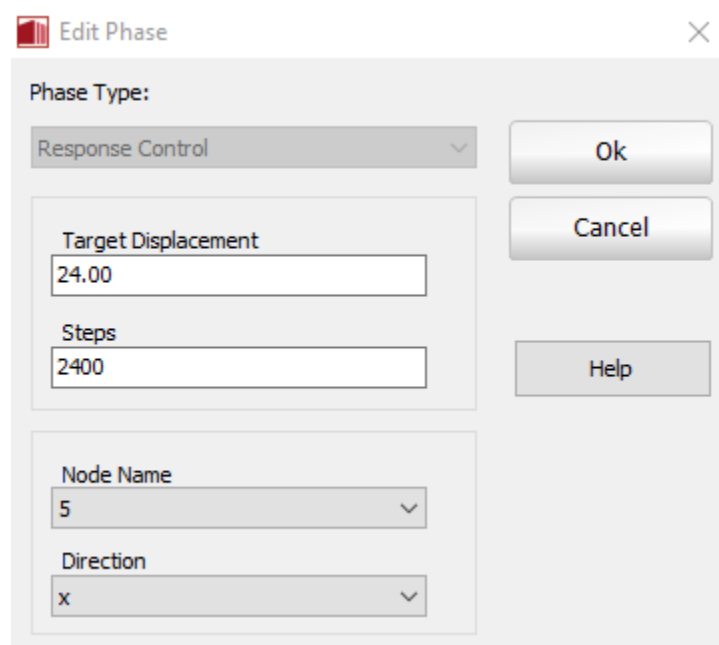 Edit Phase
Phase Type:
Response Control
Ok
Target Displacement
24.00
Cancel
Steps
2400
Help
Node Name
5
Direction
x